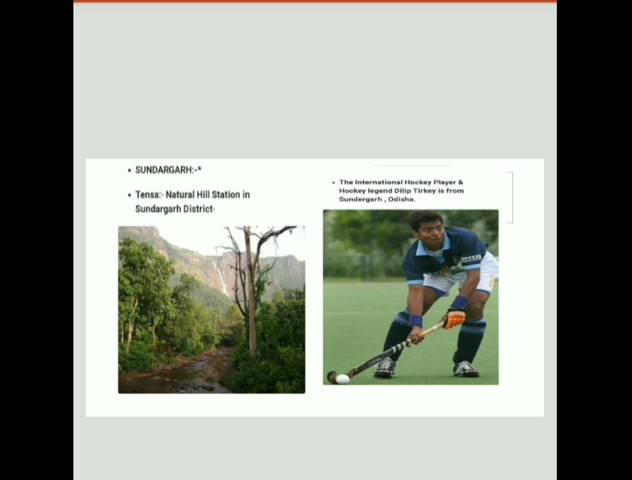 • SUNDARGARH:-*
• Tensa:- Natural Hill Station in
Sundargarh District-
• The International Hockey Player &
Hockey legend Dilip Tirkey is from
Sundergarh , Odisha.